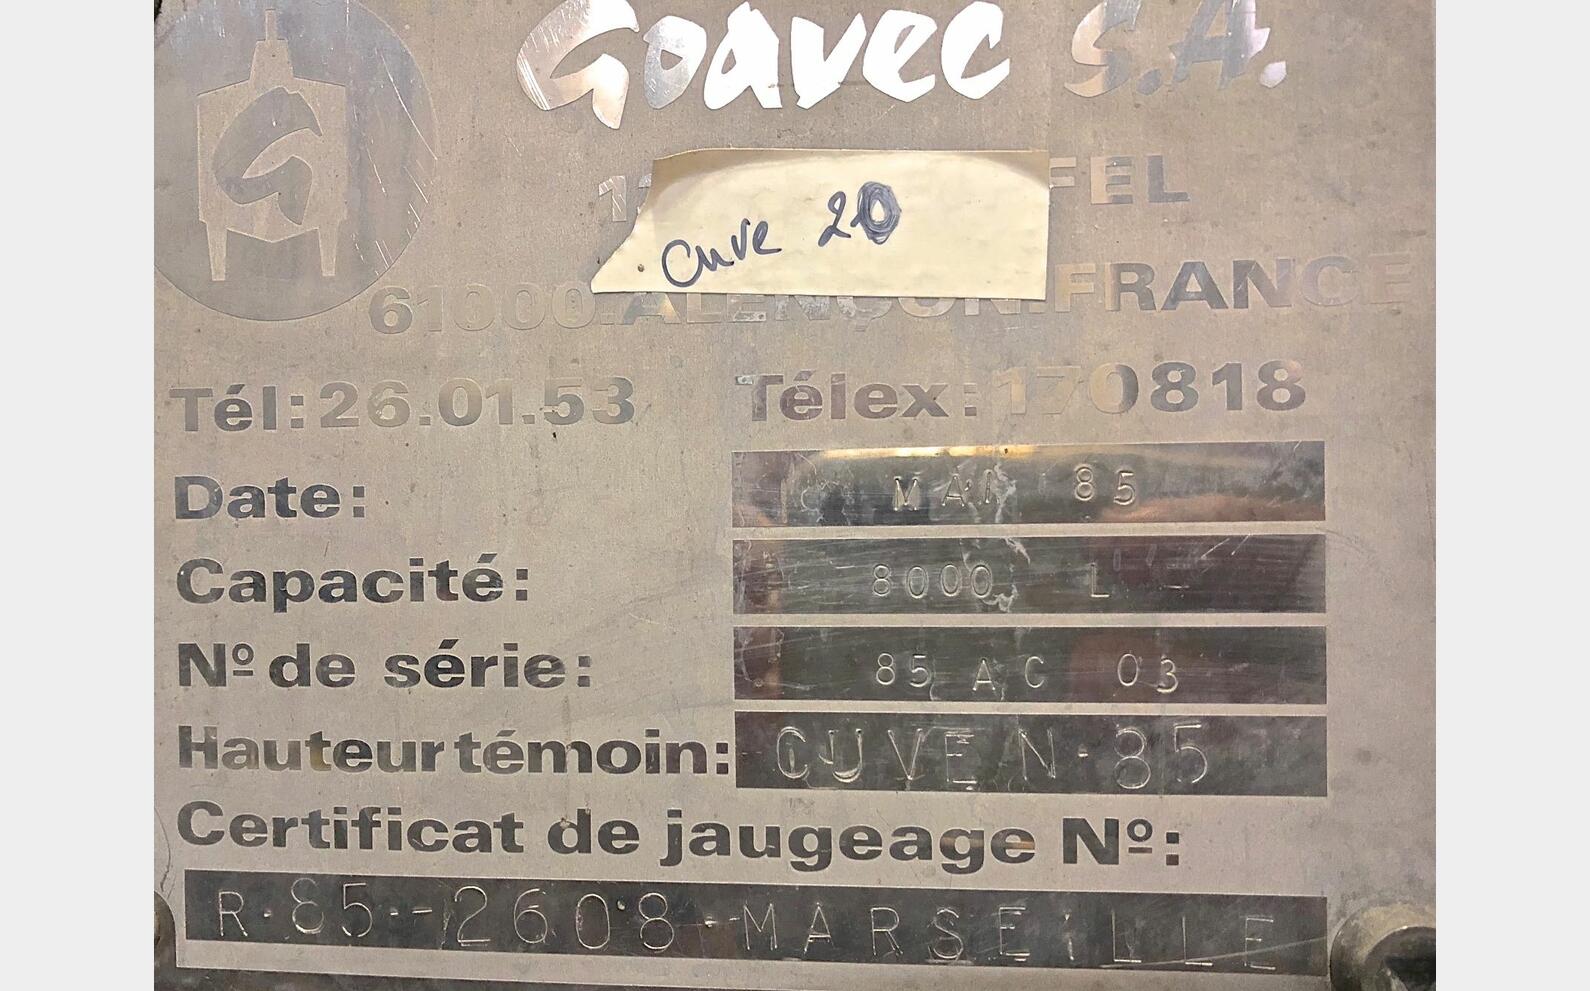 Goavec S.A.
Cuve 20
61000.ALENÇON.FRANCE
Tél:26.01.53 Télex:170818
Date: MAI 85
Capacité: 8000 L
Nº de série: 85 AC 03
Hauteur témoin: CUVE N·85
Certificat de jaugeage Nº:
R·85--2608--MARSEILLE